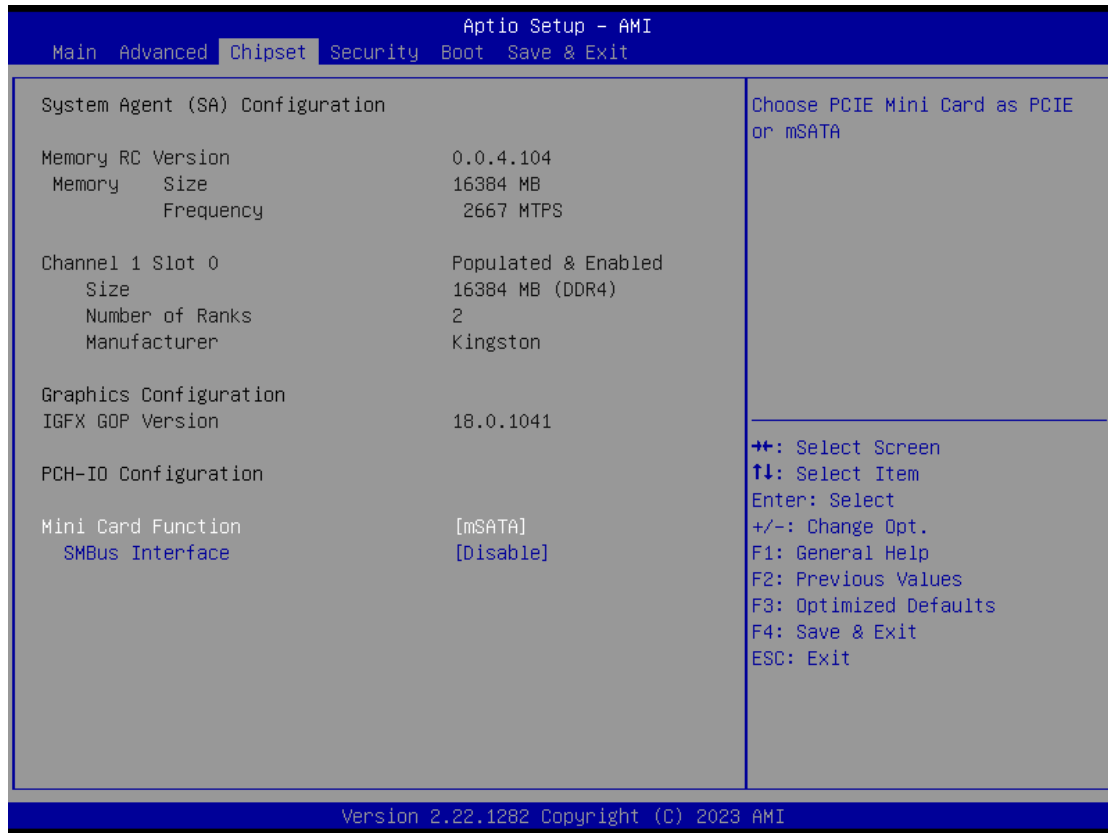 Aptio Setup – AMI
Main Advanced Chipset Security Boot Save & Exit
System Agent (SA) Configuration
Memory RC Version 0.0.4.104
Memory Size 16384 MB
Frequency 2667 MTPS
Channel 1 Slot 0 Populated & Enabled
Size 16384 MB (DDR4)
Number of Ranks 2
Manufacturer Kingston
Graphics Configuration
IGFX GOP Version 18.0.1041
PCH-IO Configuration
Mini Card Function [mSATA]
SMBus Interface [Disable]
Choose PCIE Mini Card as PCIE
or mSATA
→←: Select Screen
↑↓: Select Item
Enter: Select
+/-: Change Opt.
F1: General Help
F2: Previous Values
F3: Optimized Defaults
F4: Save & Exit
ESC: Exit
Version 2.22.1282 Copyright (C) 2023 AMI